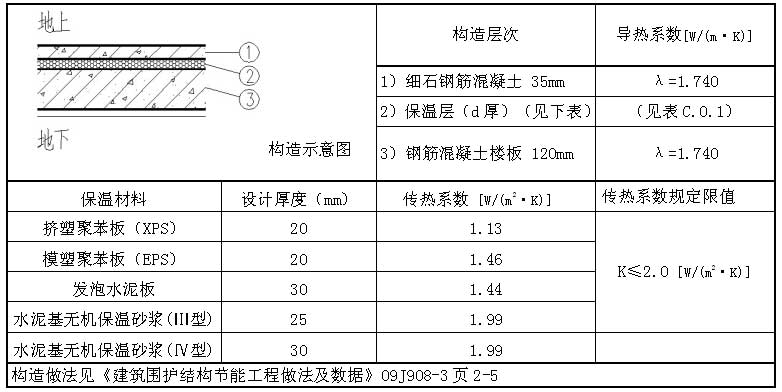 地上
①
②
③
地下
构造示意图
构造层次 导热系数[W/(m·K)]
1）细石钢筋混凝土 35mm λ=1.740
2）保温层（d厚）（见下表） （见表C.0.1）
3）钢筋混凝土楼板 120mm λ=1.740
保温材料 设计厚度（mm） 传热系数 [W/(m²·K)] 传热系数规定限值
挤塑聚苯板（XPS） 20 1.13
模塑聚苯板（EPS） 20 1.46
K≤2.0 [W/(m²·K)]
发泡水泥板 30 1.44
水泥基无机保温砂浆(Ⅲ型) 25 1.99
水泥基无机保温砂浆(Ⅳ型) 30 1.99
构造做法见《建筑围护结构节能工程做法及数据》09J908-3页2-5